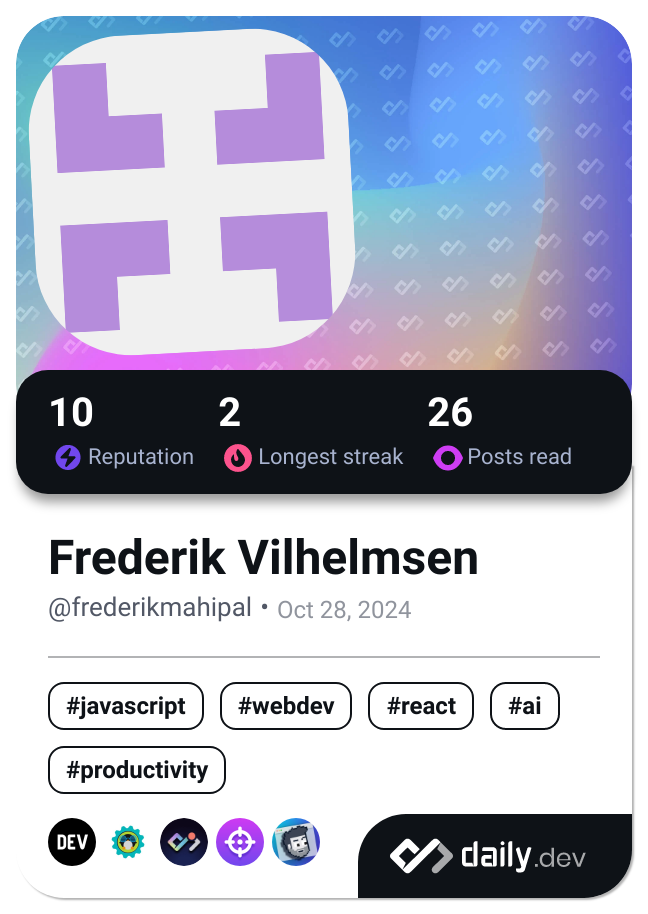 10 2 26
Reputation Longest streak Posts read
Frederik Vilhelmsen
@frederikmahipal • Oct 28, 2024
#javascript #webdev #react #ai
#productivity
DEV
daily.dev